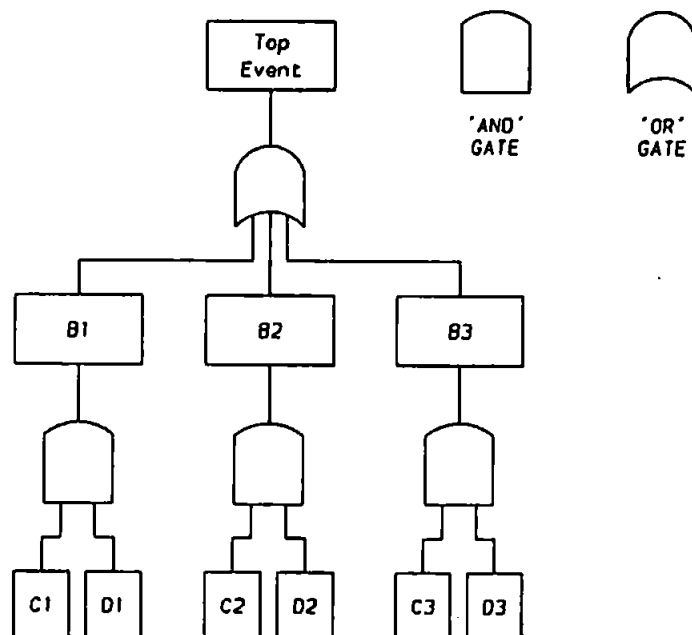 Top
Event
'AND'
GATE
'OR'
GATE
B1
B2
B3
C1
D1
C2
D2
C3
D3